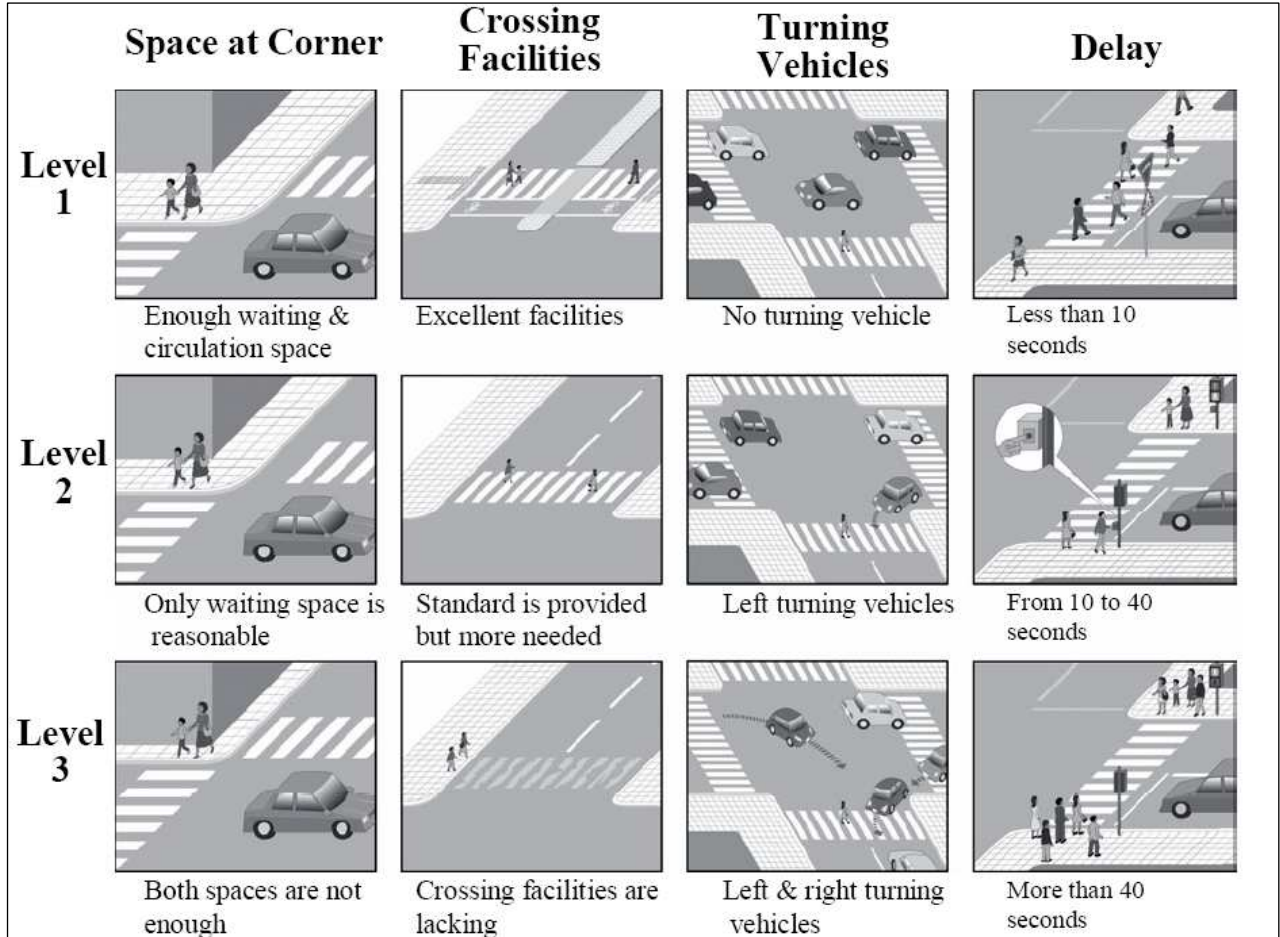 Space at Corner
Crossing
Facilities
Turning
Vehicles
Delay
Level
1
Enough waiting &
circulation space
Excellent facilities
No turning vehicle
Less than 10
seconds
Level
2
Only waiting space is
reasonable
Standard is provided
but more needed
Left turning vehicles
From 10 to 40
seconds
Level
3
Both spaces are not
enough
Crossing facilities are
lacking
Left & right turning
vehicles
More than 40
seconds